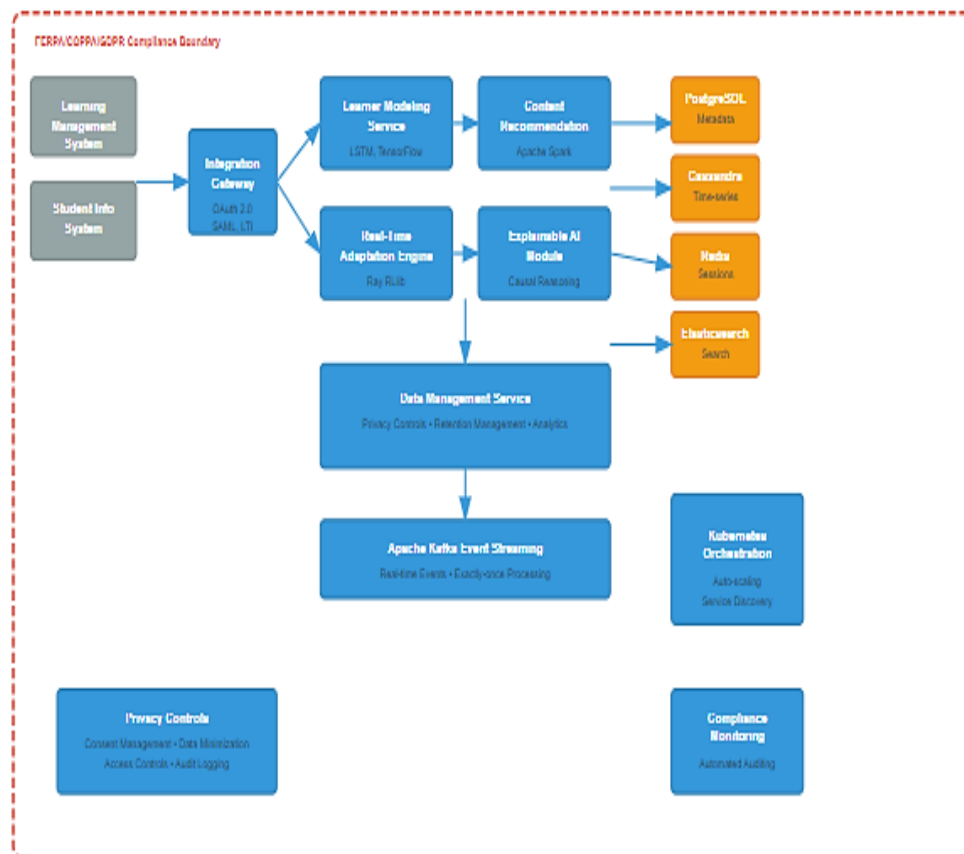 FERPA/COPPA/GDPR Compliance Boundary
Learning
Management
System
Student Info
System
Integration
Gateway
OAuth 2.0
SAML, LTI
Learner Modeling
Service
LSTM, TensorFlow
Content
Recommendation
Apache Spark
Real-Time
Adaptation Engine
Ray RLlib
Explainable AI
Module
Causal Reasoning
PostgreSQL
Metadata
Cassandra
Time-series
Redis
Sessions
Elasticsearch
Search
Data Management Service
Privacy Controls • Retention Management • Analytics
Apache Kafka Event Streaming
Real-time Events • Exactly-once Processing
Kubernetes
Orchestration
Auto-scaling
Service Discovery
Privacy Controls
Consent Management • Data Minimization
Access Controls • Audit Logging
Compliance
Monitoring
Automated Auditing